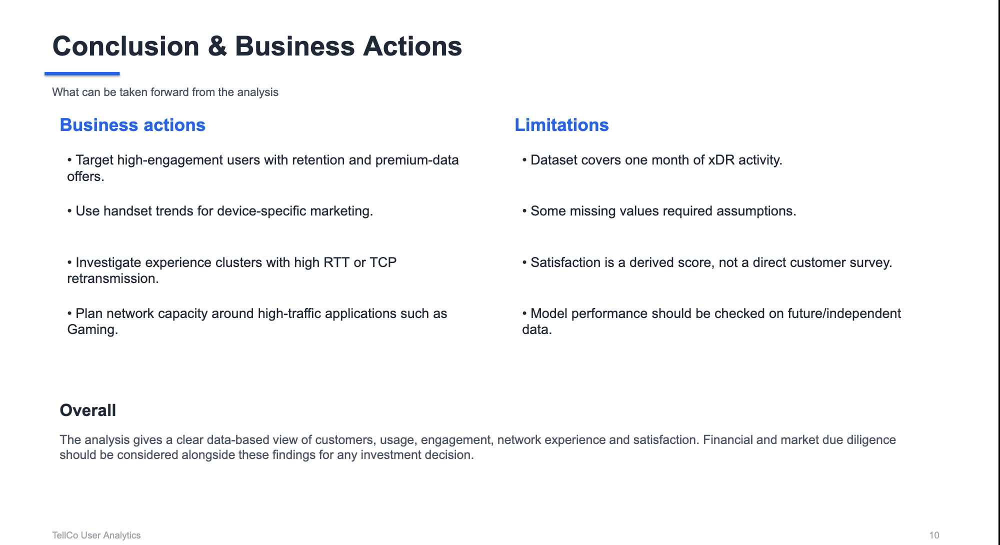 Conclusion & Business Actions
What can be taken forward from the analysis
Business actions
• Target high-engagement users with retention and premium-data
offers.
• Use handset trends for device-specific marketing.
• Investigate experience clusters with high RTT or TCP
retransmission.
• Plan network capacity around high-traffic applications such as
Gaming.
Limitations
• Dataset covers one month of xDR activity.
• Some missing values required assumptions.
• Satisfaction is a derived score, not a direct customer survey.
• Model performance should be checked on future/independent
data.
Overall
The analysis gives a clear data-based view of customers, usage, engagement, network experience and satisfaction. Financial and market due diligence
should be considered alongside these findings for any investment decision.
TellCo User Analytics
10